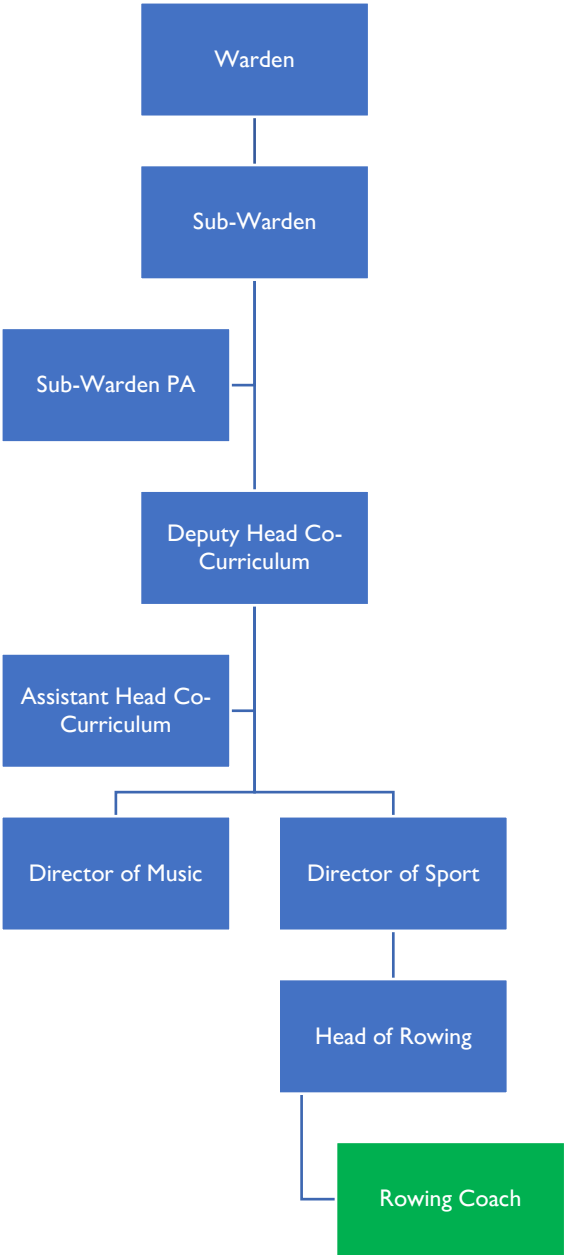 Warden
Sub-Warden
Sub-Warden PA
Deputy Head Co-
Curriculum
Assistant Head Co-
Curriculum
Director of Music
Director of Sport
Head of Rowing
Rowing Coach